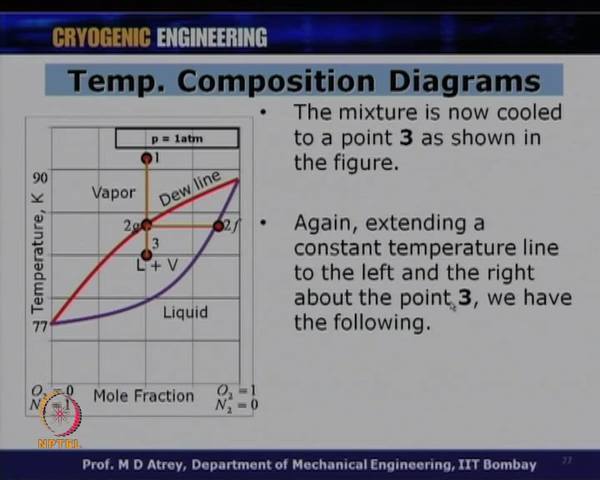 CRYOGENIC ENGINEERING
Temp. Composition Diagrams
• The mixture is now cooled
to a point 3 as shown in
the figure.
• Again, extending a
constant temperature line
to the left and the right
about the point 3, we have
the following.
p = 1atm
1
90
Vapor
Dew line
2g
2f
3
L + V
Liquid
77
Temperature, K
O₂ = 0
N₂ = 1
Mole Fraction
O₂ = 1
N₂ = 0
NPTEL
Prof. M D Atrey, Department of Mechanical Engineering, IIT Bombay
77